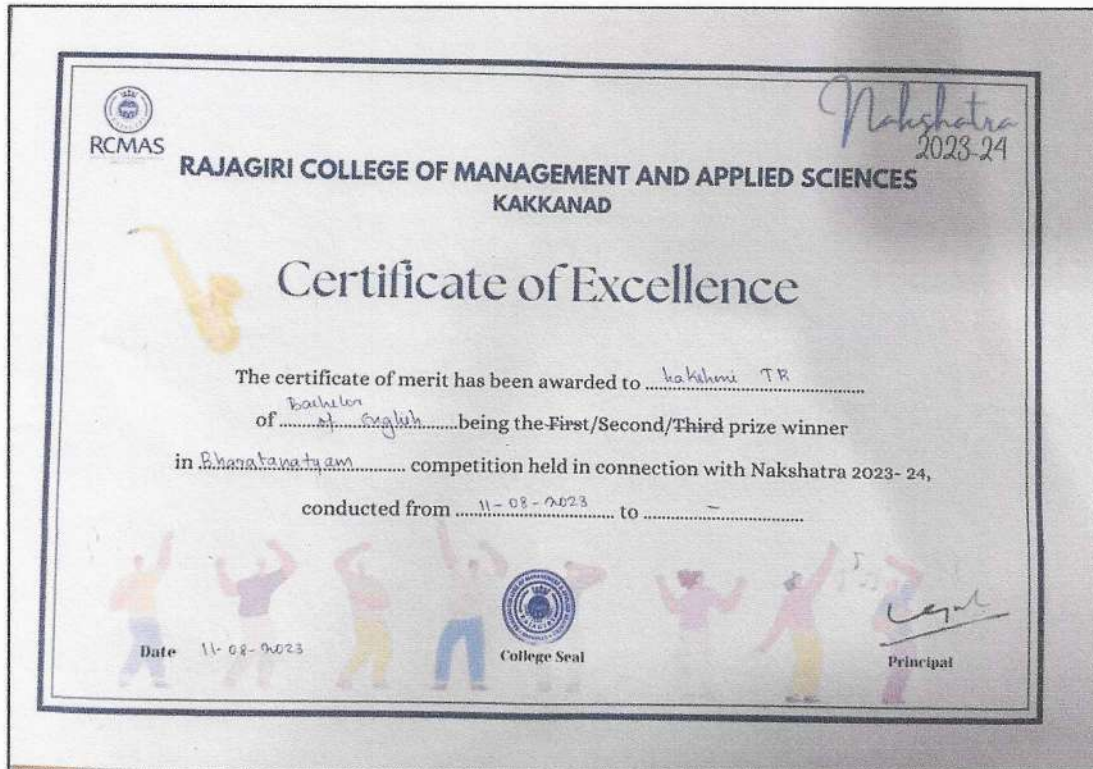 RCMAS
Nakshatra
2023-24
RAJAGIRI COLLEGE OF MANAGEMENT AND APPLIED SCIENCES
KAKKANAD
Certificate of Excellence
The certificate of merit has been awarded to Lakshmi TR
of Bachelor of English being the First/Second/Third prize winner
in Bharatanatyam competition held in connection with Nakshatra 2023- 24,
conducted from 11-08-2023 to -
RAJAGIRI
Date 11-08-2023
College Seal
Principal